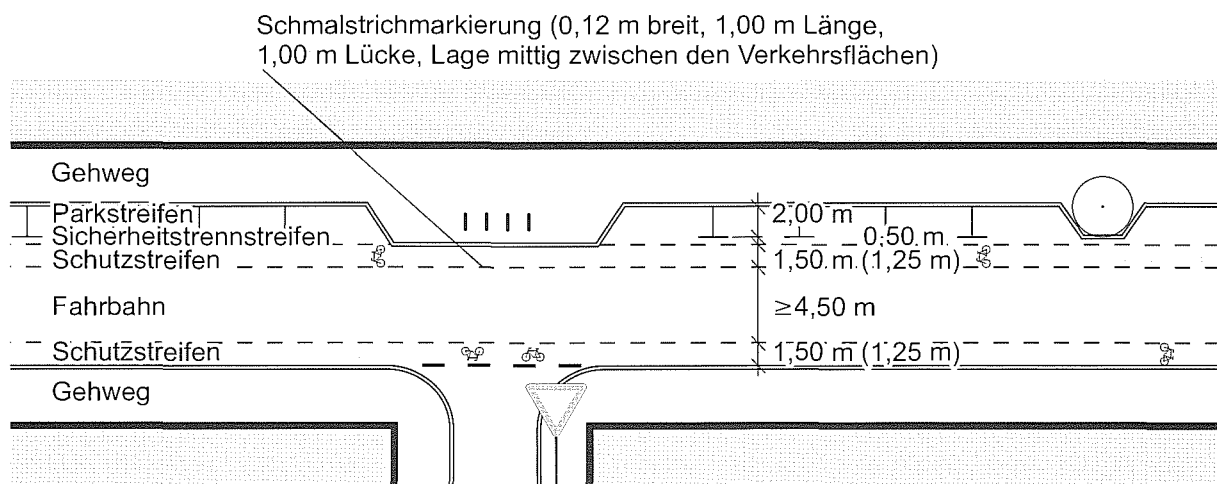 Schmalstrichmarkierung (0,12 m breit, 1,00 m Länge,
1,00 m Lücke, Lage mittig zwischen den Verkehrsflächen)
Gehweg
Parkstreifen
2,00 m
Sicherheitstrennstreifen
0,50 m
Schutzstreifen
1,50 m (1,25 m)
Fahrbahn
≥4,50 m
Schutzstreifen
1,50 m (1,25 m)
Gehweg